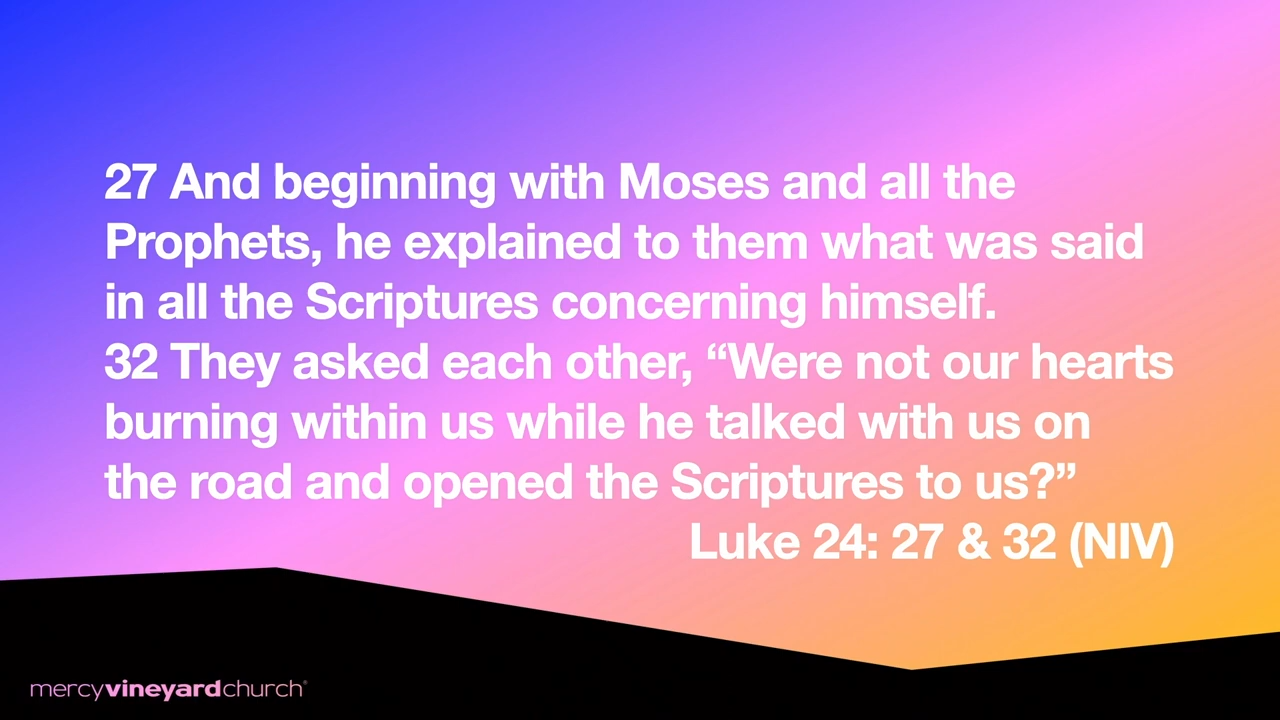 27 And beginning with Moses and all the
Prophets, he explained to them what was said
in all the Scriptures concerning himself.
32 They asked each other, “Were not our hearts
burning within us while he talked with us on
the road and opened the Scriptures to us?”
Luke 24: 27 & 32 (NIV)
mercyvineyardchurch